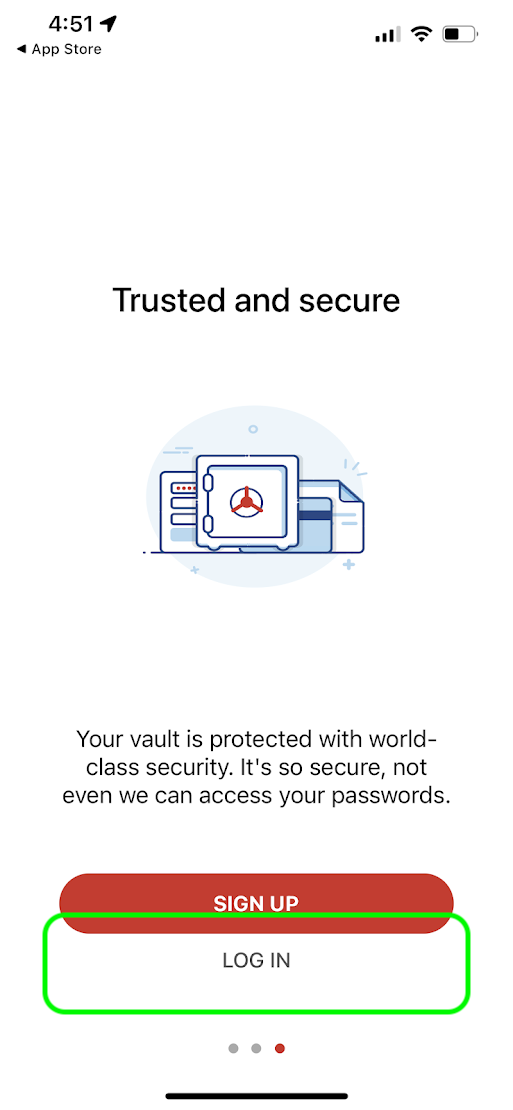 4:51
◀ App Store
Trusted and secure
Your vault is protected with world-
class security. It's so secure, not
even we can access your passwords.
SIGN UP
LOG IN